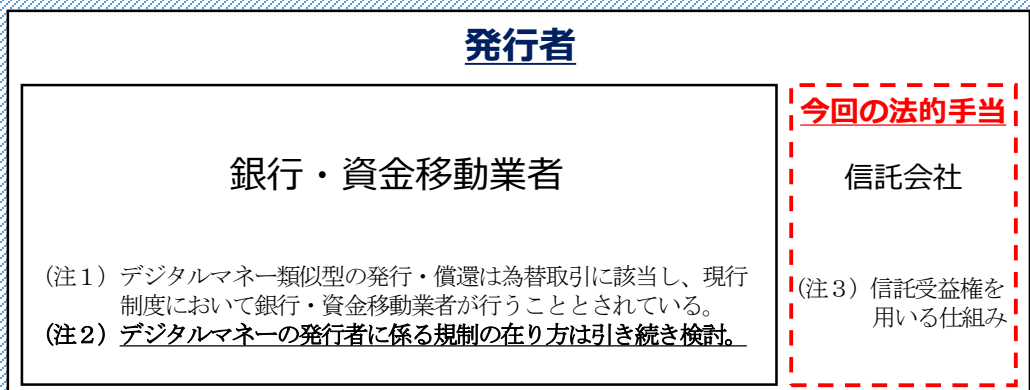 発行者
銀行・資金移動業者
(注1)デジタルマネー類似型の発行・償還は為替取引に該当し、現行
制度において銀行・資金移動業者が行うこととされている。
(注2)デジタルマネーの発行者に係る規制の在り方は引き続き検討。
今回の法的手当
信託会社
(注3)信託受益権を
用いる仕組み